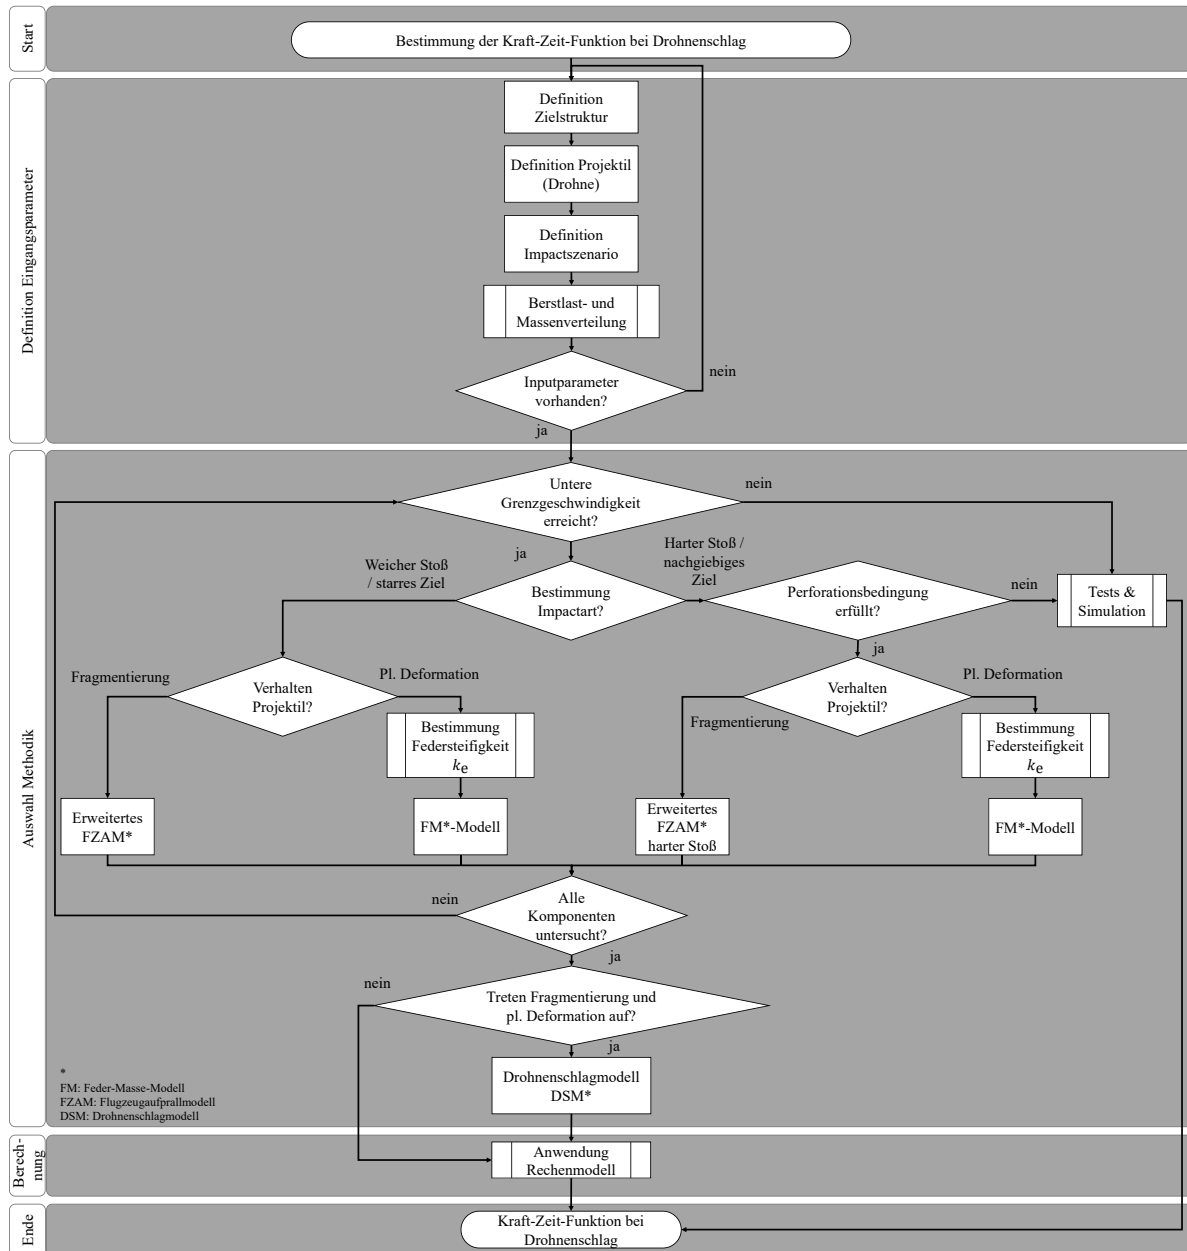 Start
Bestimmung der Kraft-Zeit-Funktion bei Drohnenschlag
Definition Eingangsparameter
Definition
Zielstruktur
Definition Projektil
(Drohne)
Definition
Impactszenario
Berstlast- und
Massenverteilung
Inputparameter
vorhanden?
nein
ja
Auswahl Methodik
Untere
Grenzgeschwindigkeit
erreicht?
nein
ja
Weicher Stoß
/ starres Ziel
Harter Stoß /
nachgiebiges
Ziel
Bestimmung
Impactart?
Perforationsbedingung
erfüllt?
nein
Tests &
Simulation
ja
Fragmentierung
Verhalten
Projektil?
Pl. Deformation
Fragmentierung
Verhalten
Projektil?
Pl. Deformation
Bestimmung
Federsteifigkeit
ke
Bestimmung
Federsteifigkeit
ke
Erweitertes
FZAM*
FM*-Modell
Erweitertes
FZAM*
harter Stoß
FM*-Modell
nein
Alle
Komponenten
untersucht?
ja
nein
Treten Fragmentierung und
pl. Deformation auf?
ja
Drohnenschlagmodell
DSM*
*
FM: Feder-Masse-Modell
FZAM: Flugzeugaufprallmodell
DSM: Drohnenschlagmodell
Berech-
nung
Anwendung
Rechenmodell
Ende
Kraft-Zeit-Funktion bei
Drohnenschlag